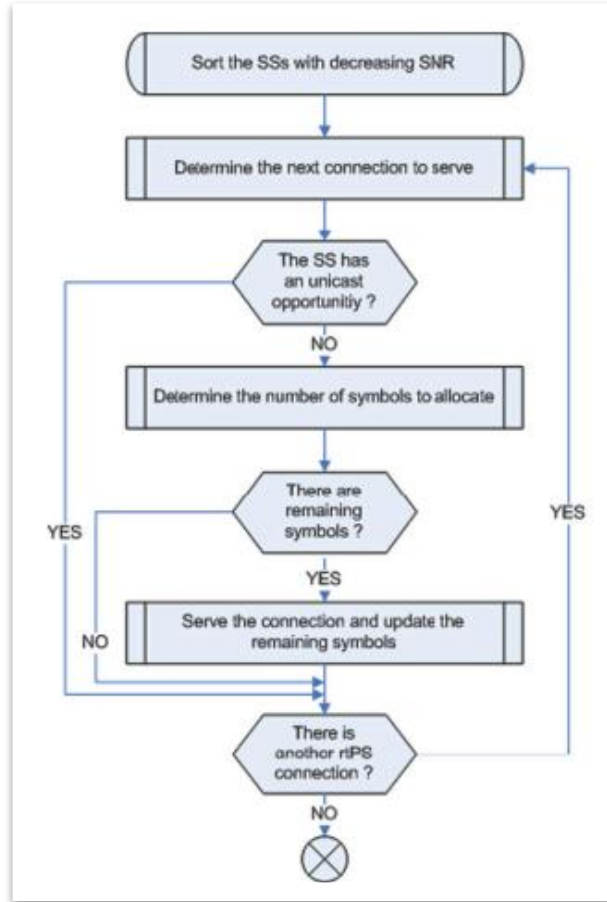 Sort the SSs with decreasing SNR
Determine the next connection to serve
The SS has
an unicast
opportunitiy ?
NO
Determine the number of symbols to allocate
There are
remaining
symbols ?
YES
YES
YES
Serve the connection and update the
remaining symbols
NO
There is
another rtPS
connection ?
NO